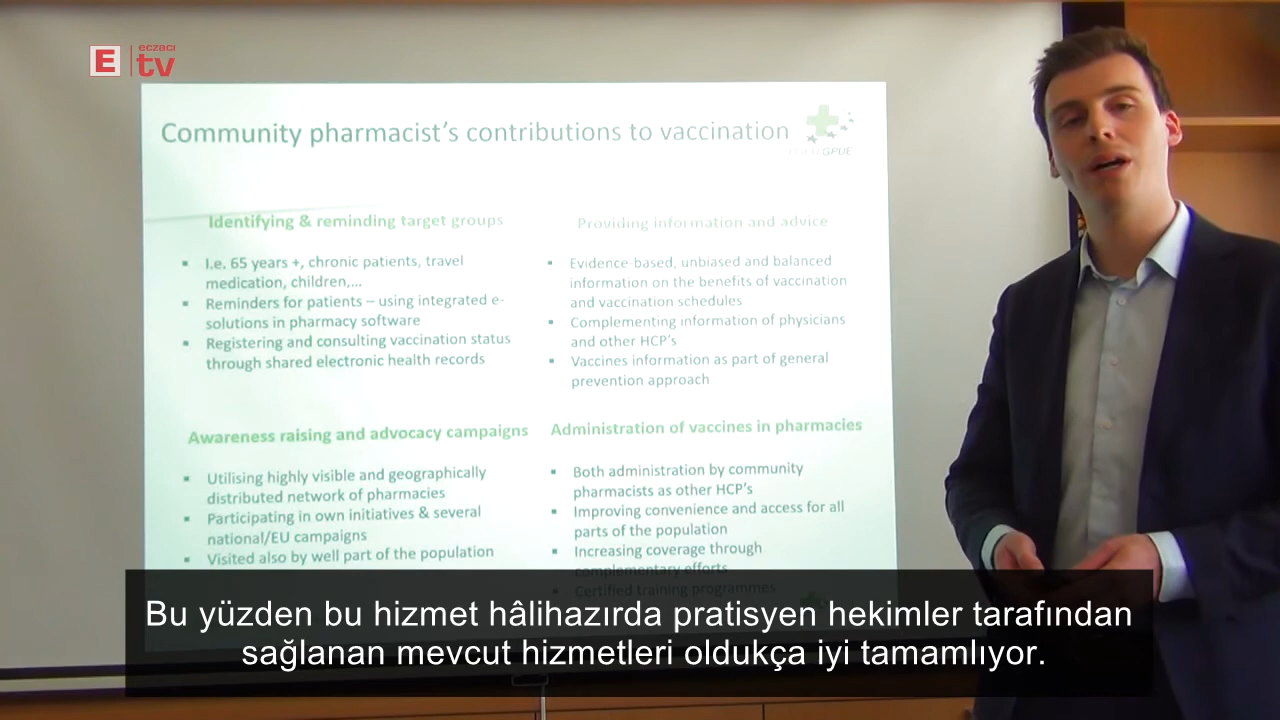 E
eczacı
tv
Community pharmacist's contributions to vaccination
GPUE
Identifying & reminding target groups
▪ I.e. 65 years +, chronic patients, travel
medication, children,...
▪ Reminders for patients – using integrated e-
solutions in pharmacy software
▪ Registering and consulting vaccination status
through shared electronic health records
Providing information and advice
▪ Evidence-based, unbiased and balanced
information on the benefits of vaccination
and vaccination schedules
▪ Complementing information of physicians
and other HCP's
▪ Vaccines information as part of general
prevention approach
Awareness raising and advocacy campaigns
▪ Utilising highly visible and geographically
distributed network of pharmacies
▪ Participating in own initiatives & several
national/EU campaigns
▪ Visited also by well part of the population
Administration of vaccines in pharmacies
▪ Both administration by community
pharmacists as other HCP's
▪ Improving convenience and access for all
parts of the population
▪ Increasing coverage through
complementary efforts
▪ Certified training programmes
Bu yüzden bu hizmet hâlihazırda pratisyen hekimler tarafından
sağlanan mevcut hizmetleri oldukça iyi tamamlıyor.